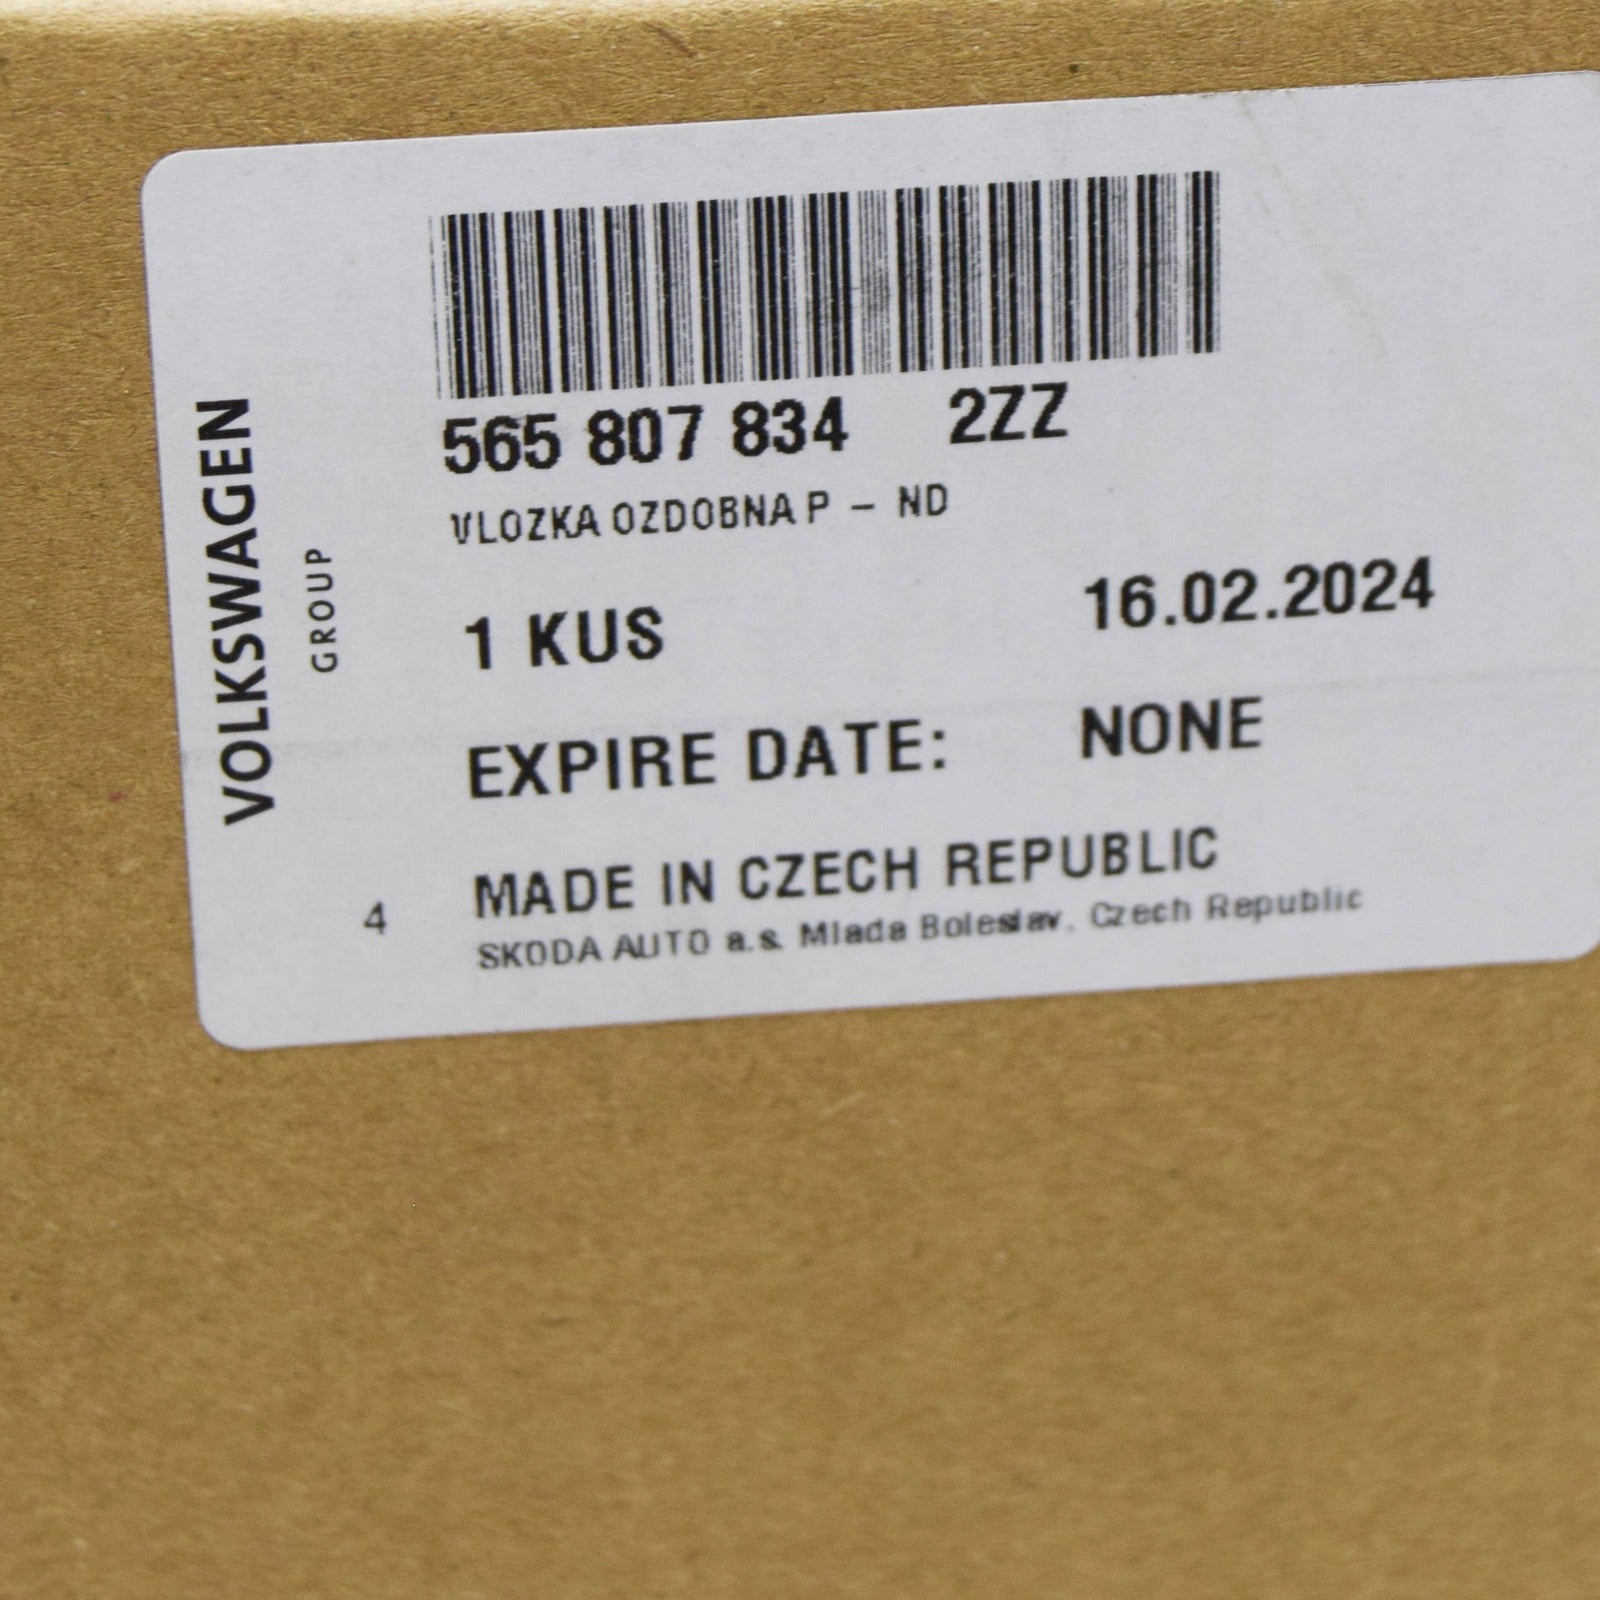 VOLKSWAGEN
GROUP
565 807 834 2ZZ
VLOZKA OZDOBNA P – ND
1 KUS 16.02.2024
EXPIRE DATE: NONE
MADE IN CZECH REPUBLIC
4 SKODA AUTO a.s. Mlada Boleslav, Czech Republic